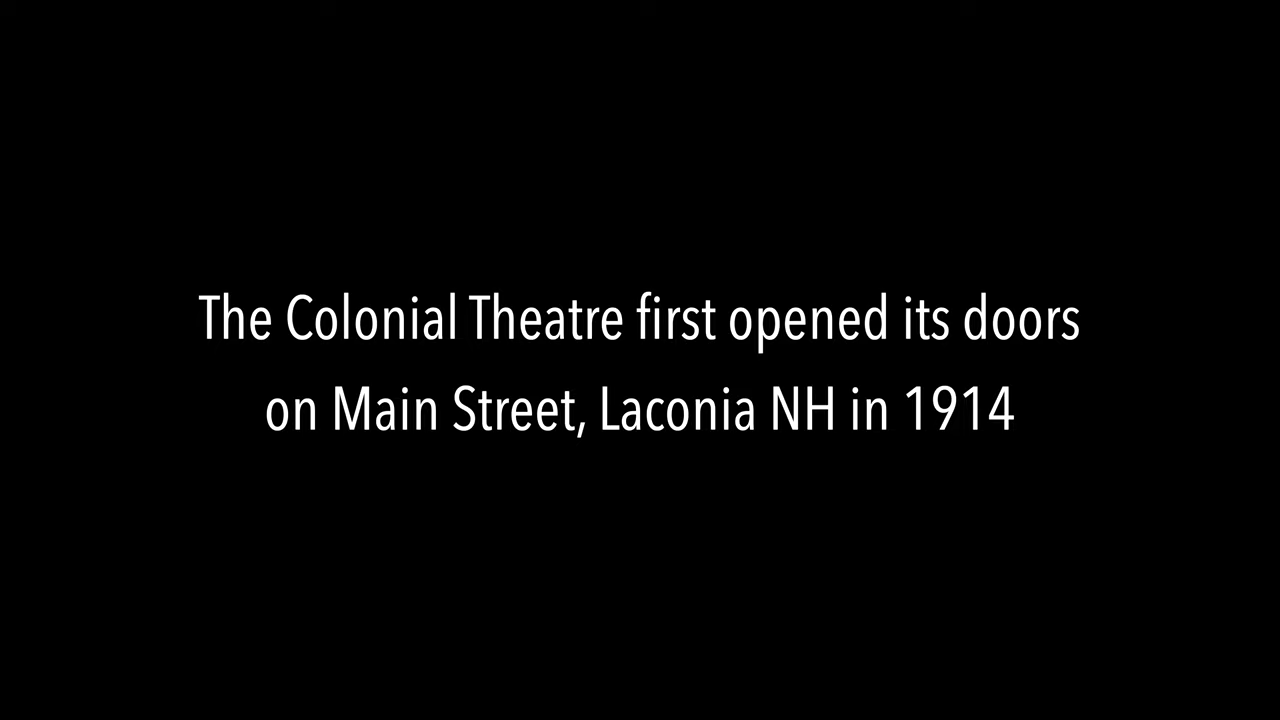 The Colonial Theatre first opened its doors
on Main Street, Laconia NH in 1914